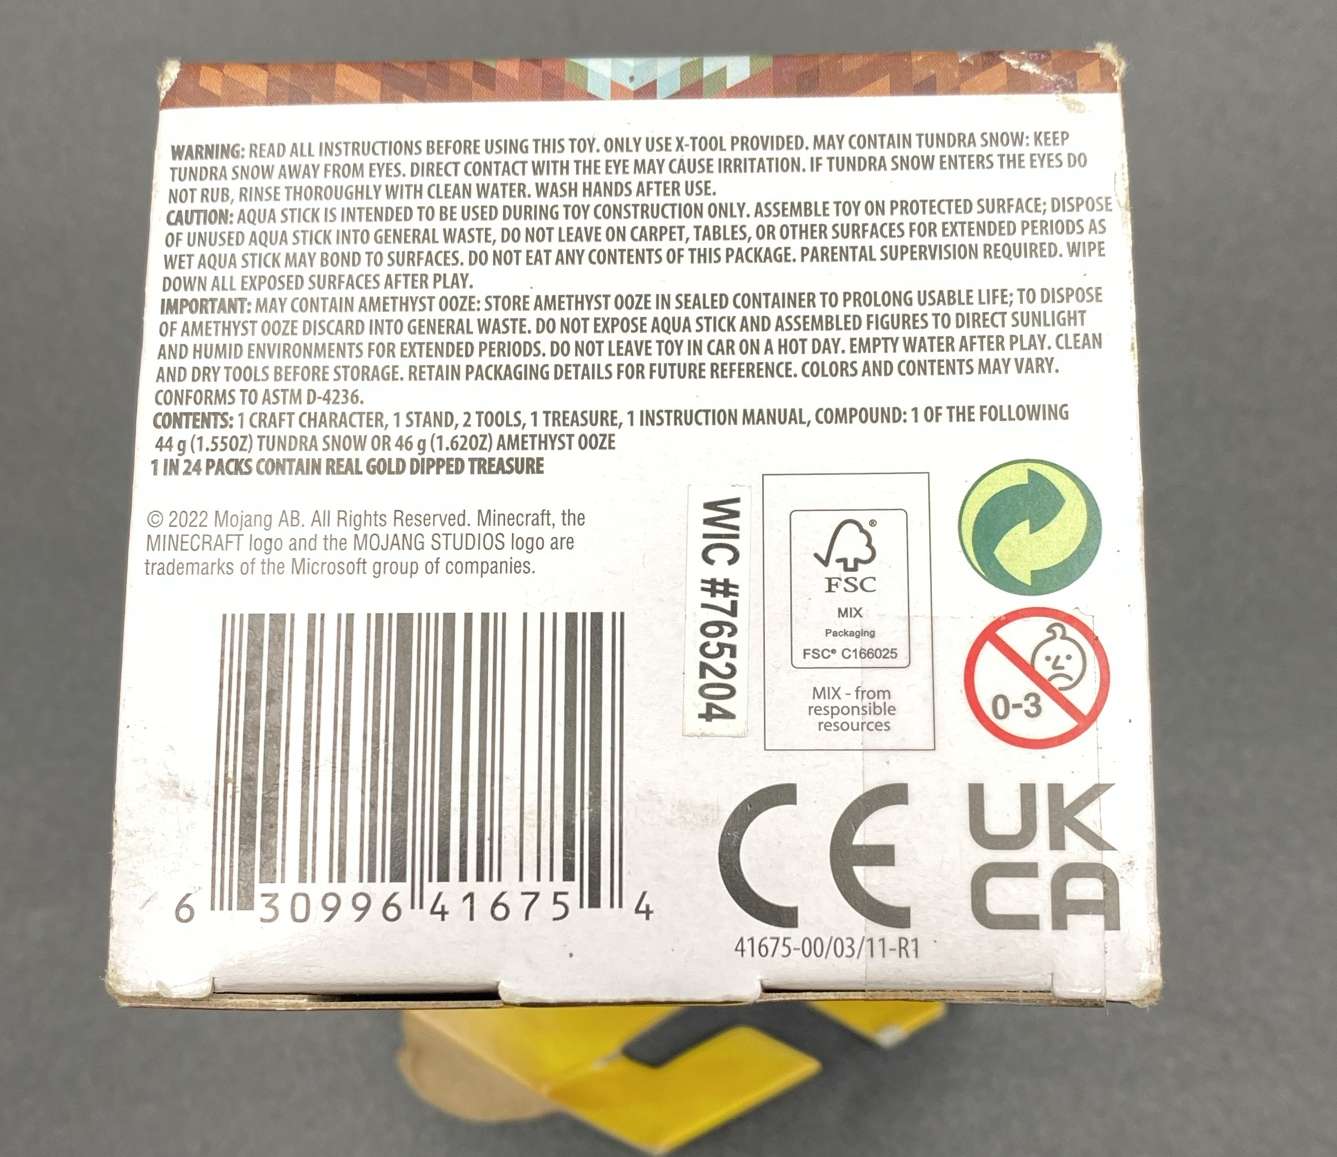 WARNING: READ ALL INSTRUCTIONS BEFORE USING THIS TOY. ONLY USE X-TOOL PROVIDED. MAY CONTAIN TUNDRA SNOW: KEEP
TUNDRA SNOW AWAY FROM EYES. DIRECT CONTACT WITH THE EYE MAY CAUSE IRRITATION. IF TUNDRA SNOW ENTERS THE EYES DO
NOT RUB, RINSE THOROUGHLY WITH CLEAN WATER. WASH HANDS AFTER USE.
CAUTION: AQUA STICK IS INTENDED TO BE USED DURING TOY CONSTRUCTION ONLY. ASSEMBLE TOY ON PROTECTED SURFACE; DISPOSE
OF UNUSED AQUA STICK INTO GENERAL WASTE, DO NOT LEAVE ON CARPET, TABLES, OR OTHER SURFACES FOR EXTENDED PERIODS AS
WET AQUA STICK MAY BOND TO SURFACES. DO NOT EAT ANY CONTENTS OF THIS PACKAGE. PARENTAL SUPERVISION REQUIRED. WIPE
DOWN ALL EXPOSED SURFACES AFTER PLAY.
IMPORTANT: MAY CONTAIN AMETHYST OOZE: STORE AMETHYST OOZE IN SEALED CONTAINER TO PROLONG USABLE LIFE; TO DISPOSE
OF AMETHYST OOZE DISCARD INTO GENERAL WASTE. DO NOT EXPOSE AQUA STICK AND ASSEMBLED FIGURES TO DIRECT SUNLIGHT
AND HUMID ENVIRONMENTS FOR EXTENDED PERIODS. DO NOT LEAVE TOY IN CAR ON A HOT DAY. EMPTY WATER AFTER PLAY. CLEAN
AND DRY TOOLS BEFORE STORAGE. RETAIN PACKAGING DETAILS FOR FUTURE REFERENCE. COLORS AND CONTENTS MAY VARY.
CONFORMS TO ASTM D-4236.
CONTENTS: 1 CRAFT CHARACTER, 1 STAND, 2 TOOLS, 1 TREASURE, 1 INSTRUCTION MANUAL, COMPOUND: 1 OF THE FOLLOWING
44 g (1.55OZ) TUNDRA SNOW OR 46 g (1.62OZ) AMETHYST OOZE
1 IN 24 PACKS CONTAIN REAL GOLD DIPPED TREASURE
© 2022 Mojang AB. All Rights Reserved. Minecraft, the
MINECRAFT logo and the MOJANG STUDIOS logo are
trademarks of the Microsoft group of companies.
6 30996 41675 4
WIC #765204
®
FSC
MIX
Packaging
FSC® C166025
MIX - from
responsible
resources
0-3
CE
UK
CA
41675-00/03/11-R1